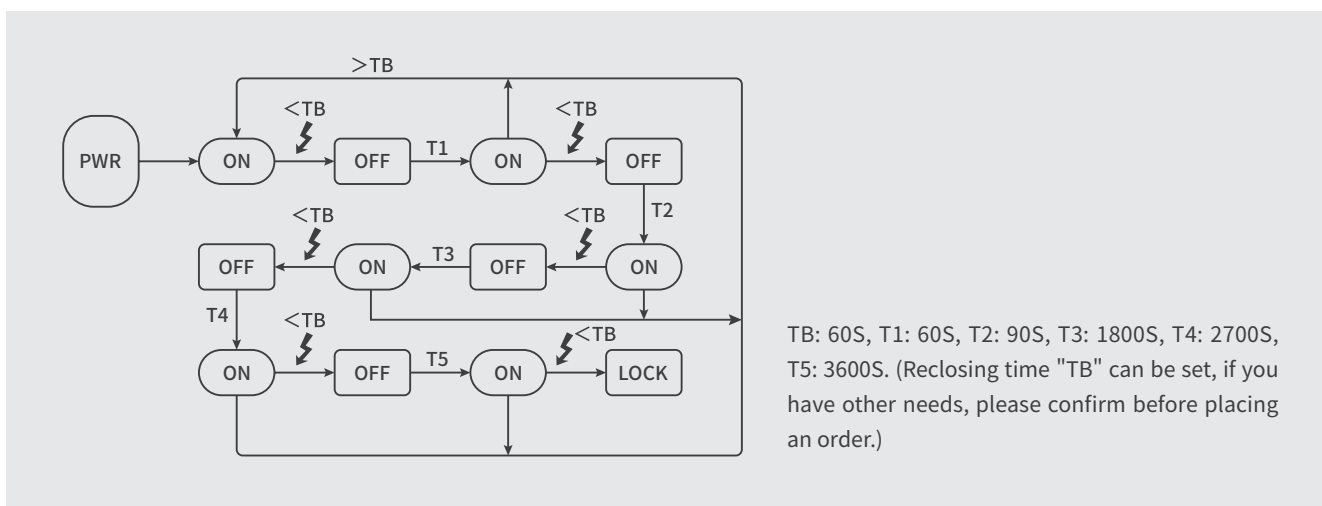 ＞TB
＜TB
＜TB
PWR
ON
OFF
T1
ON
OFF
T2
＜TB
＜TB
OFF
ON
T3
OFF
ON
T4
＜TB
＜TB
ON
OFF
T5
ON
LOCK
TB: 60S, T1: 60S, T2: 90S, T3: 1800S, T4: 2700S,
T5: 3600S. (Reclosing time "TB" can be set, if you
have other needs, please confirm before placing
an order.)